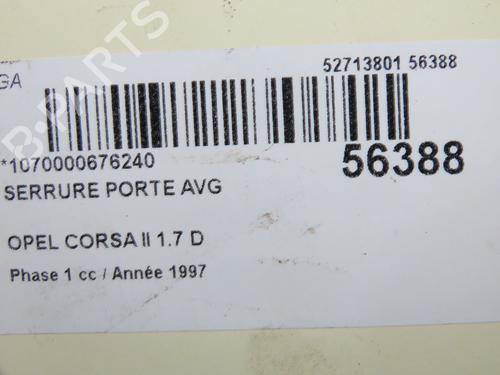 GA
52713801 56388
*1070000676240
56388
SERRURE PORTE AVG
OPEL CORSA II 1.7 D
Phase 1 cc / Année 1997
B-PARTS